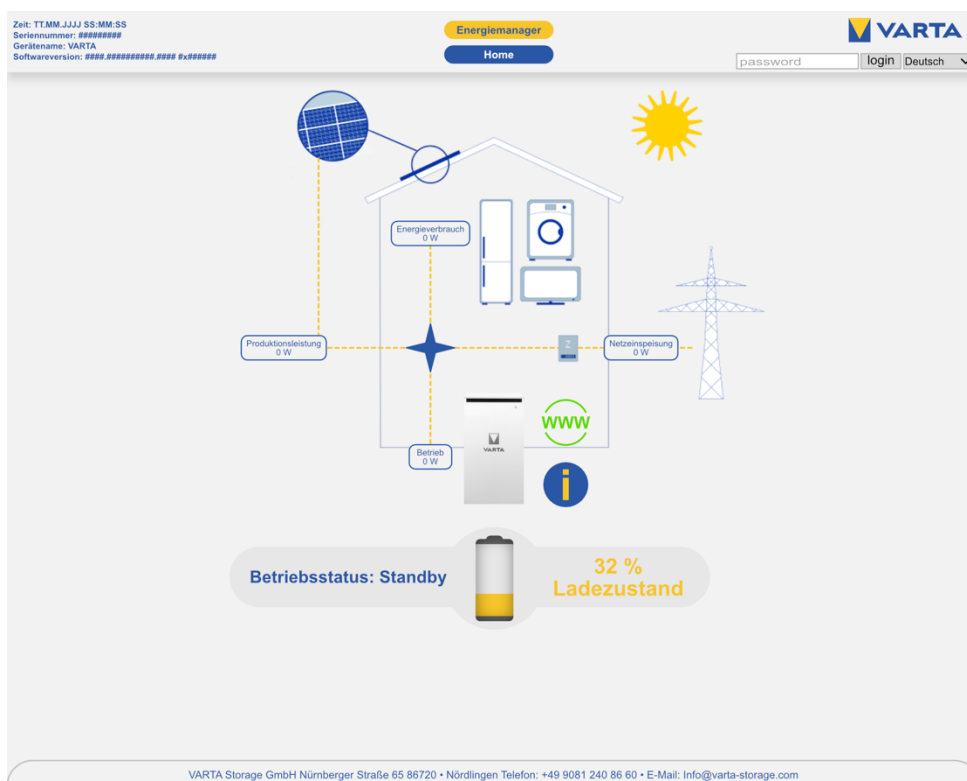 Zeit: TT.MM.JJJJ SS:MM:SS
Seriennummer: #########
Gerätename: VARTA
Softwareversion: ####.##########.#### #x######
Energiemanager
Home
VARTA
password
login
Deutsch
Energieverbrauch
0 W
Produktionsleistung
0 W
Z
Netzeinspeisung
0 W
WWW
VARTA
Betrieb
0 W
i
Betriebsstatus: Standby
32 %
Ladezustand
VARTA Storage GmbH Nürnberger Straße 65 86720 • Nördlingen Telefon: +49 9081 240 86 60 • E-Mail: Info@varta-storage.com